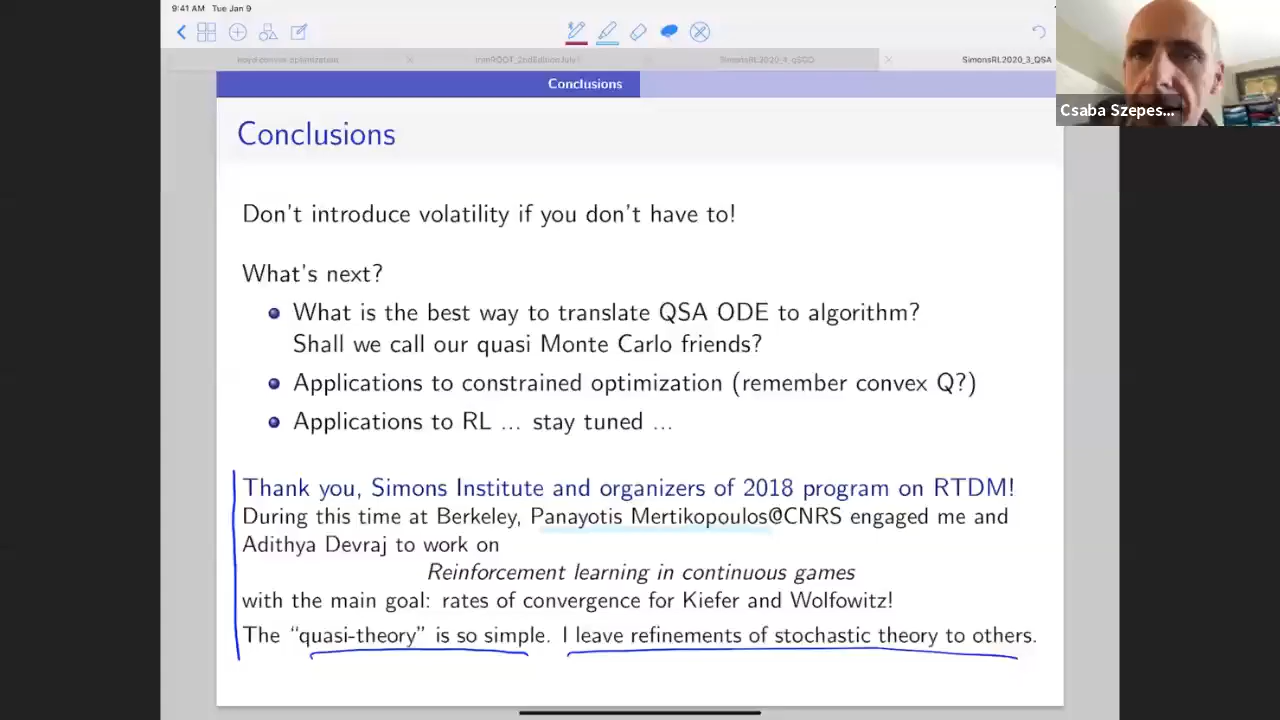 9:41 AM Tue Jan 9
SimonsRL2020_3_QSA
Conclusions
Csaba Szepes...
Conclusions
Don't introduce volatility if you don't have to!
What's next?
What is the best way to translate QSA ODE to algorithm?
Shall we call our quasi Monte Carlo friends?
Applications to constrained optimization (remember convex Q?)
Applications to RL ... stay tuned ...
Thank you, Simons Institute and organizers of 2018 program on RTDM!
During this time at Berkeley, Panayotis Mertikopoulos@CNRS engaged me and
Adithya Devraj to work on
Reinforcement learning in continuous games
with the main goal: rates of convergence for Kiefer and Wolfowitz!
The “quasi-theory” is so simple. I leave refinements of stochastic theory to others.